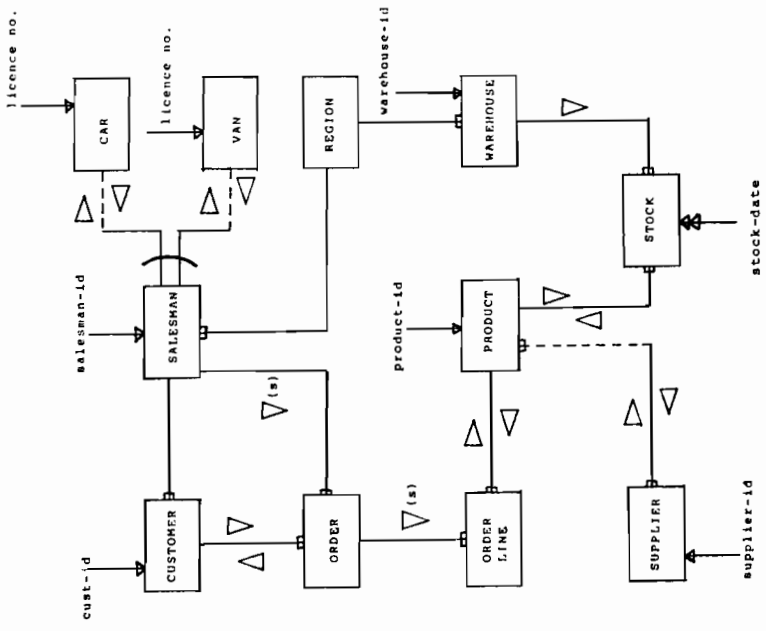 cust-id
salesman-id
licence no.
CUSTOMER
SALESMAN
CAR
licence no.
VAN
(s)
ORDER
REGION
(s)
product-id
warehouse-id
ORDER
LINE
PRODUCT
WAREHOUSE
SUPPLIER
STOCK
supplier-id
stock-date